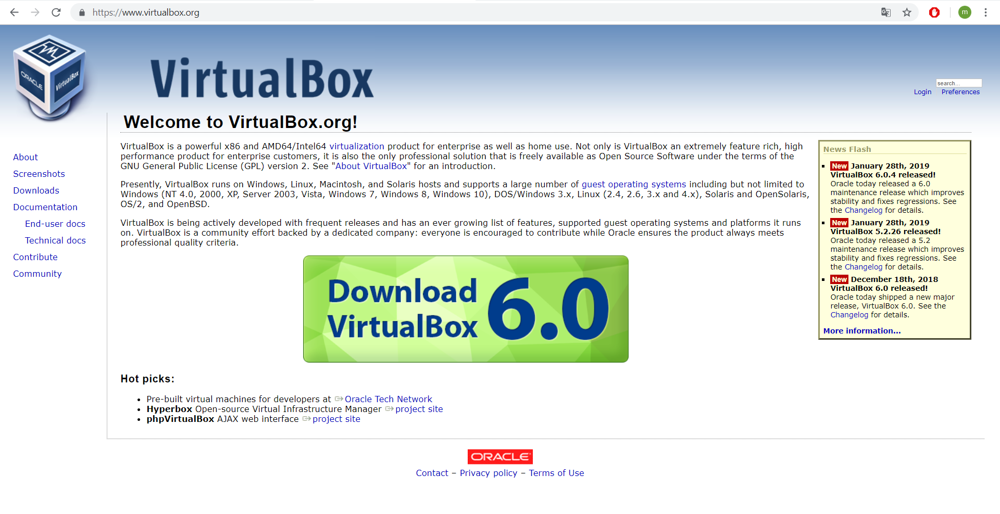 https://www.virtualbox.org
m
ORACLE
VirtualBox
VirtualBox
search...
Login Preferences
Welcome to VirtualBox.org!
About
Screenshots
Downloads
Documentation
End-user docs
Technical docs
Contribute
Community
VirtualBox is a powerful x86 and AMD64/Intel64 virtualization product for enterprise as well as home use. Not only is VirtualBox an extremely feature rich, high
performance product for enterprise customers, it is also the only professional solution that is freely available as Open Source Software under the terms of the
GNU General Public License (GPL) version 2. See "About VirtualBox" for an introduction.
Presently, VirtualBox runs on Windows, Linux, Macintosh, and Solaris hosts and supports a large number of guest operating systems including but not limited to
Windows (NT 4.0, 2000, XP, Server 2003, Vista, Windows 7, Windows 8, Windows 10), DOS/Windows 3.x, Linux (2.4, 2.6, 3.x and 4.x), Solaris and OpenSolaris,
OS/2, and OpenBSD.
VirtualBox is being actively developed with frequent releases and has an ever growing list of features, supported guest operating systems and platforms it runs
on. VirtualBox is a community effort backed by a dedicated company: everyone is encouraged to contribute while Oracle ensures the product always meets
professional quality criteria.
Download
VirtualBox
6.0
News Flash
New January 28th, 2019
VirtualBox 6.0.4 released!
Oracle today released a 6.0
maintenance release which improves
stability and fixes regressions. See
the Changelog for details.
New January 28th, 2019
VirtualBox 5.2.26 released!
Oracle today released a 5.2
maintenance release which improves
stability and fixes regressions. See
the Changelog for details.
New December 18th, 2018
VirtualBox 6.0 released!
Oracle today shipped a new major
release, VirtualBox 6.0. See the
Changelog for details.
More information...
Hot picks:
Pre-built virtual machines for developers at Oracle Tech Network
Hyperbox Open-source Virtual Infrastructure Manager project site
phpVirtualBox AJAX web interface project site
ORACLE
Contact – Privacy policy – Terms of Use